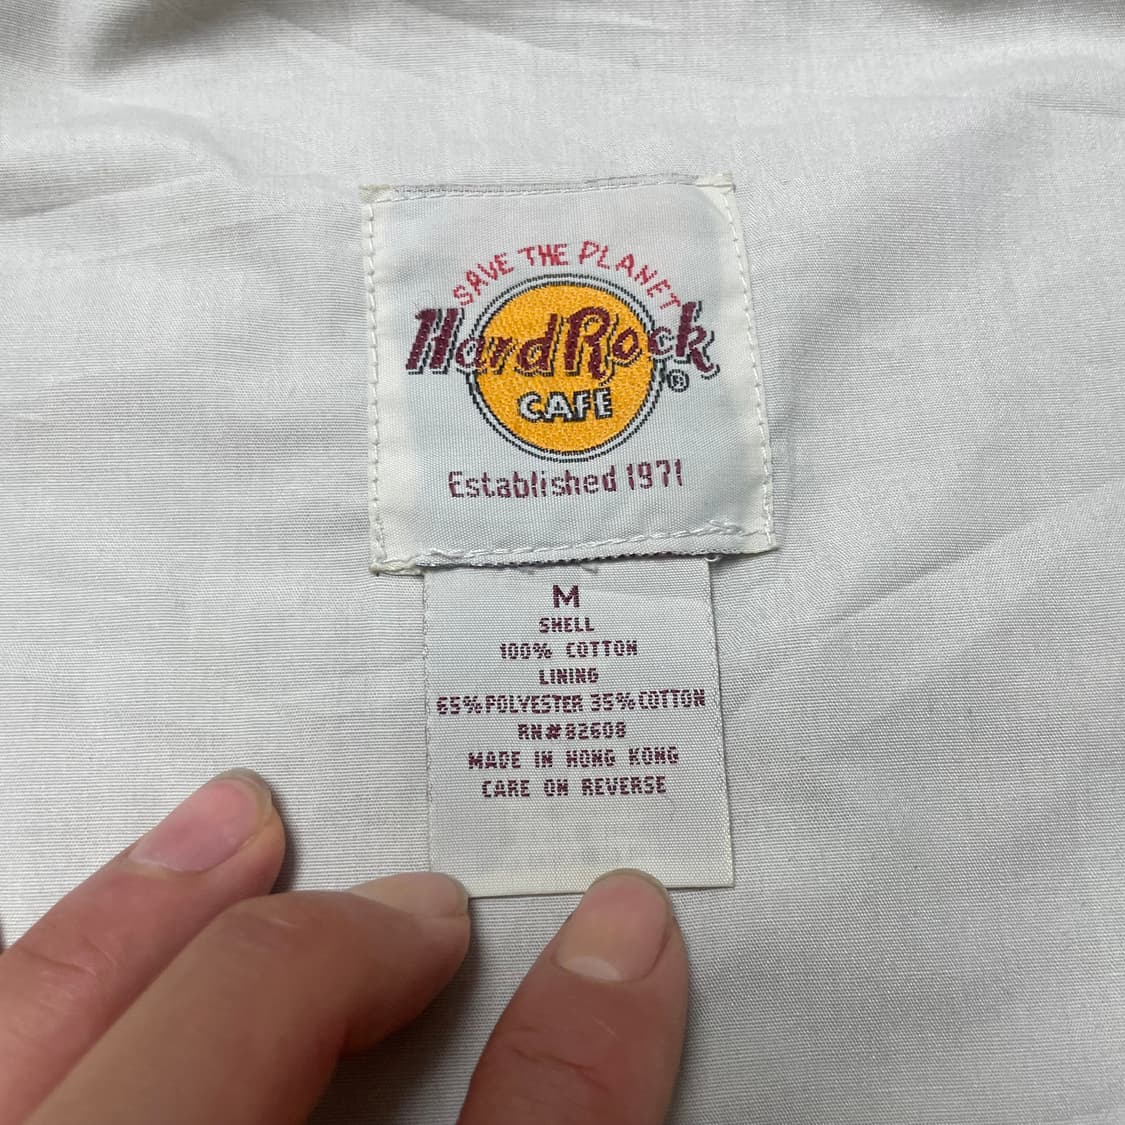 SAVE THE PLANET
Hard Rock
®
CAFE
Established 1971
M
SHELL
100% COTTON
LINING
65% POLYESTER 35% COTTON
RN#82608
MADE IN HONG KONG
CARE ON REVERSE